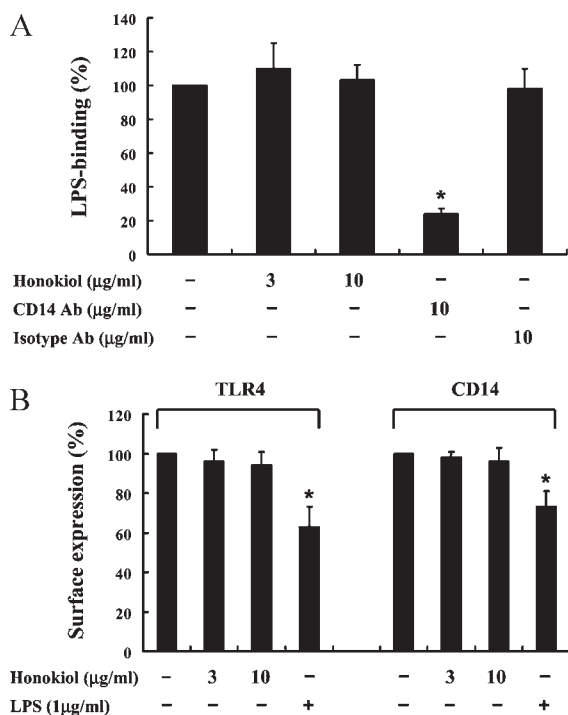 A
LPS-binding (%)
140
120
100
80
60
40
20
0
*
Honokiol (μg/ml) – 3 10 – –
CD14 Ab (μg/ml) – – – 10 –
Isotype Ab (μg/ml) – – – – 10
B
TLR4 CD14
Surface expression (%)
120
100
80
60
40
20
0
* *
Honokiol (μg/ml) – 3 10 – – 3 10 –
LPS (1μg/ml) – – – + – – – +